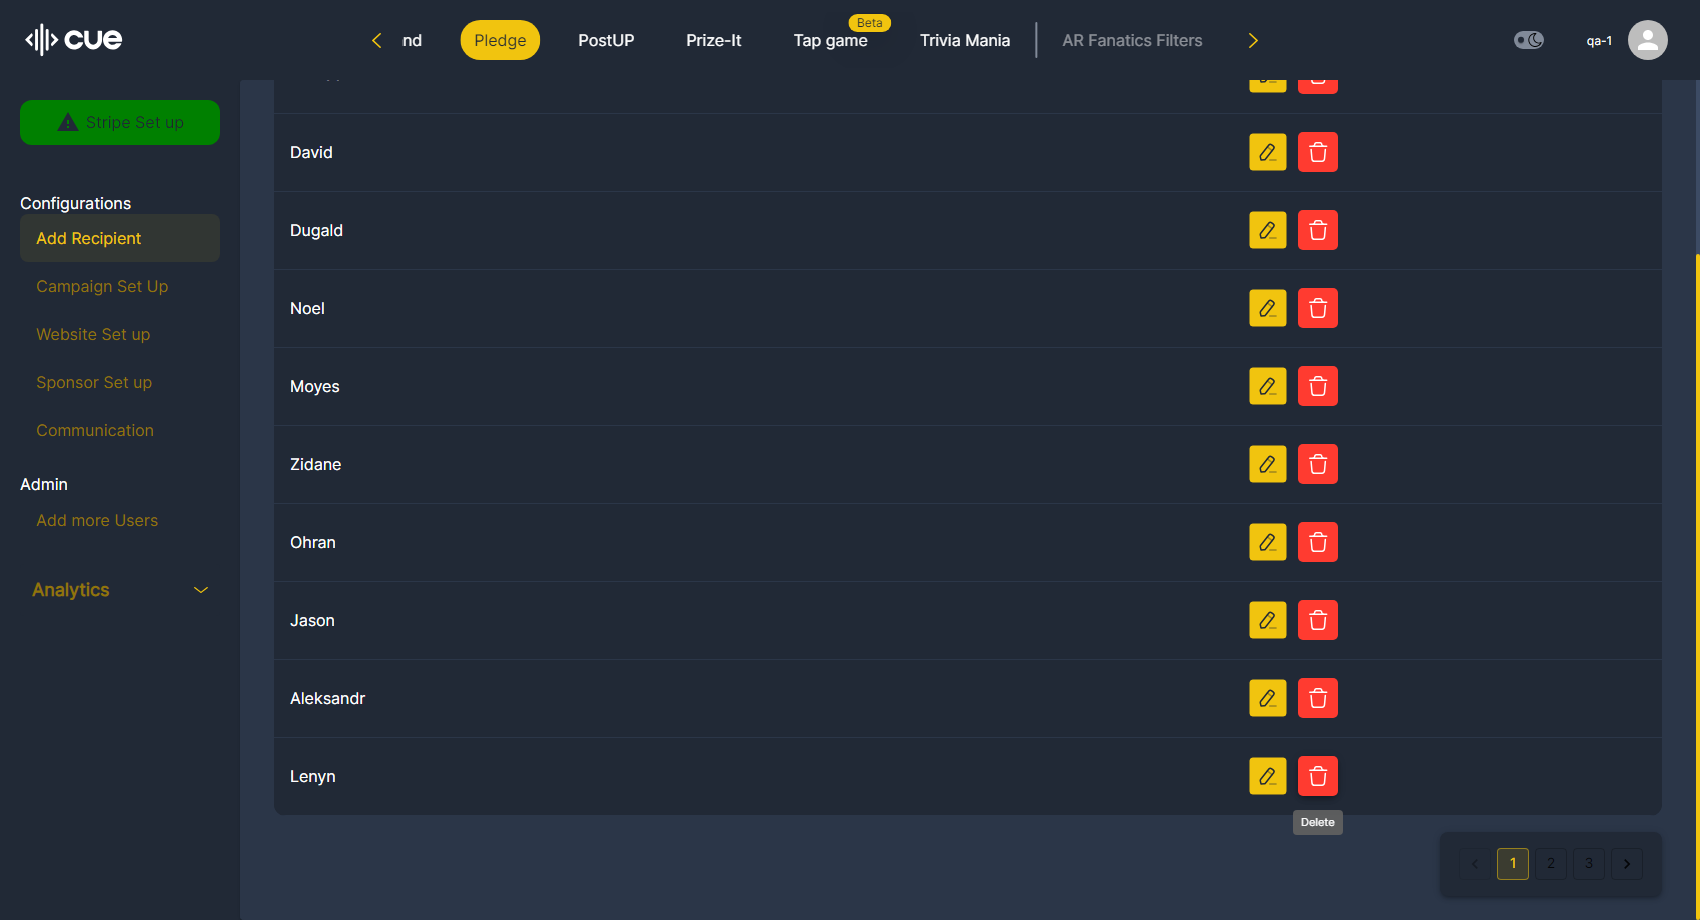 cue
nd
Pledge
PostUP
Prize-It
Tap game
Beta
Trivia Mania
AR Fanatics Filters
qa-1
Stripe Set up
Configurations
Add Recipient
Campaign Set Up
Website Set up
Sponsor Set up
Communication
Admin
Add more Users
Analytics
David
Dugald
Noel
Moyes
Zidane
Ohran
Jason
Aleksandr
Lenyn
Delete
1 2 3